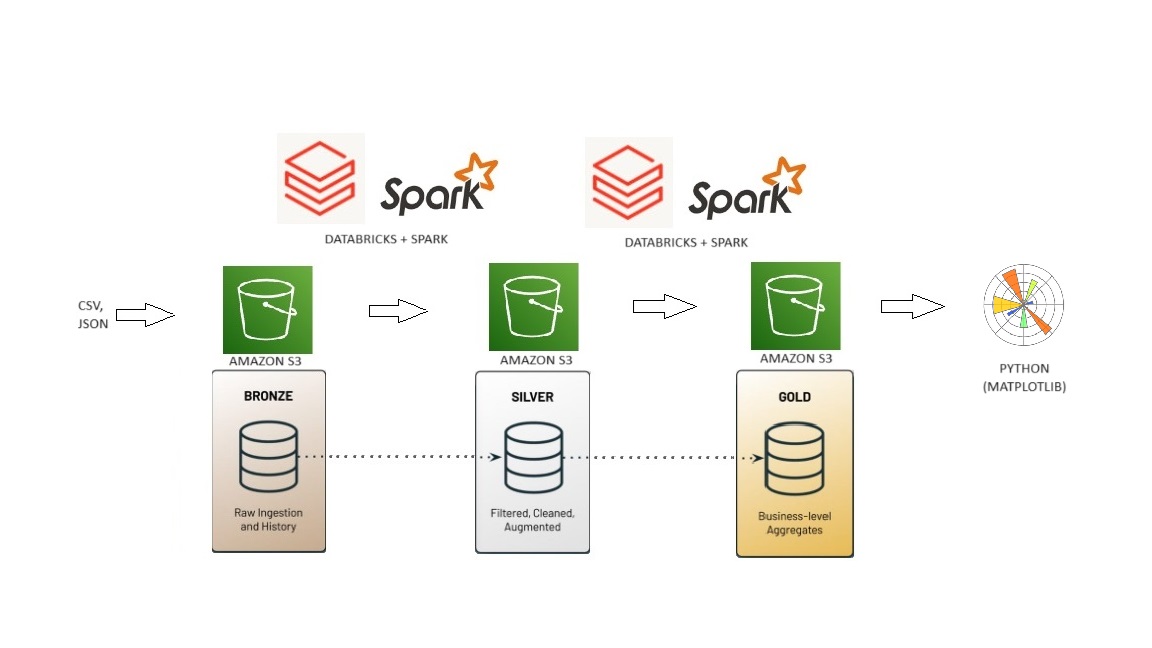 Spark
Spark
DATABRICKS + SPARK
DATABRICKS + SPARK
CSV,
JSON
AMAZON S3
AMAZON S3
AMAZON S3
PYTHON
(MATPLOTLIB)
BRONZE
Raw Ingestion
and History
SILVER
Filtered, Cleaned,
Augmented
GOLD
Business-level
Aggregates